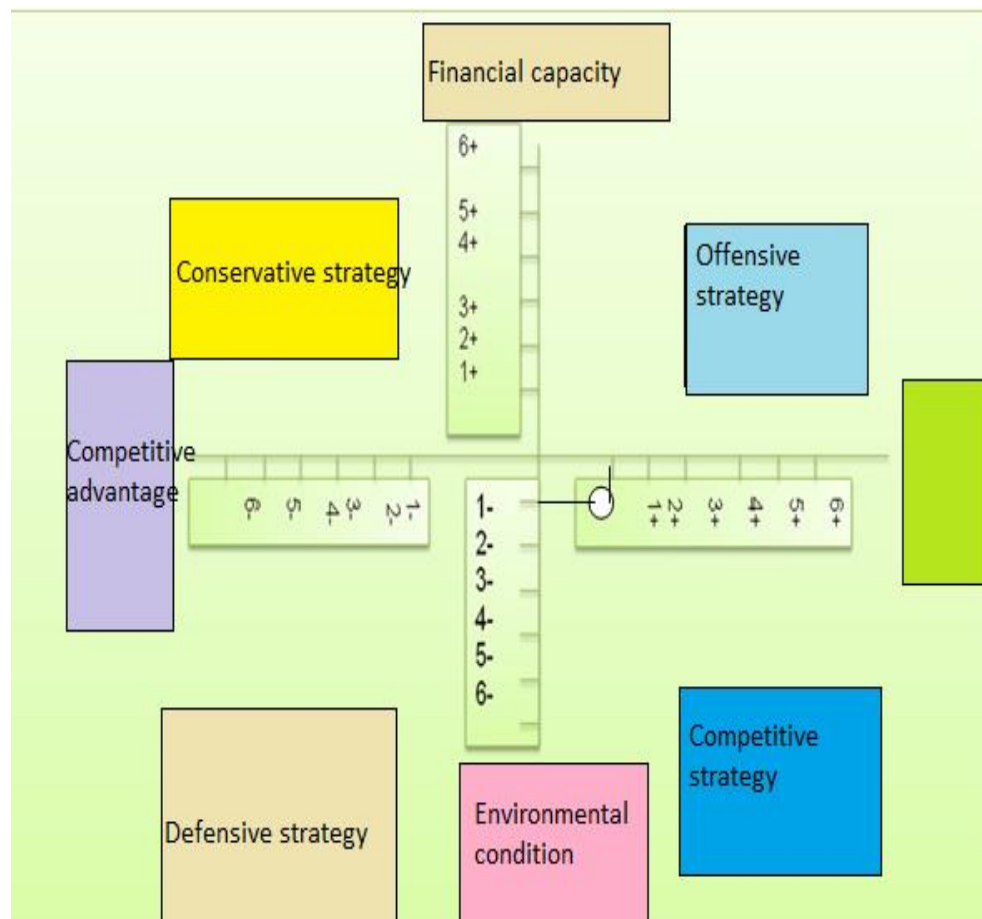 Financial capacity
6+
5+
4+
3+
2+
1+
Conservative strategy
Offensive
strategy
Competitive
advantage
6-
5-
4-
3-
2-
1-
1-
2-
3-
4-
5-
6-
1+
2+
3+
4+
5+
6+
Defensive strategy
Environmental
condition
Competitive
strategy